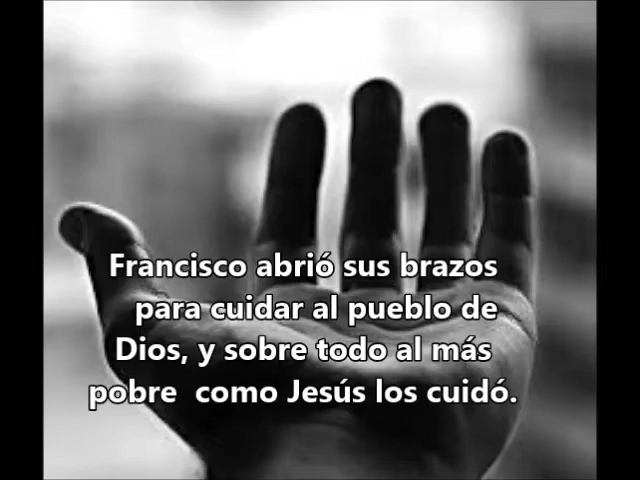 Francisco abrió sus brazos
para cuidar al pueblo de
Dios, y sobre todo al más
pobre como Jesús los cuidó.